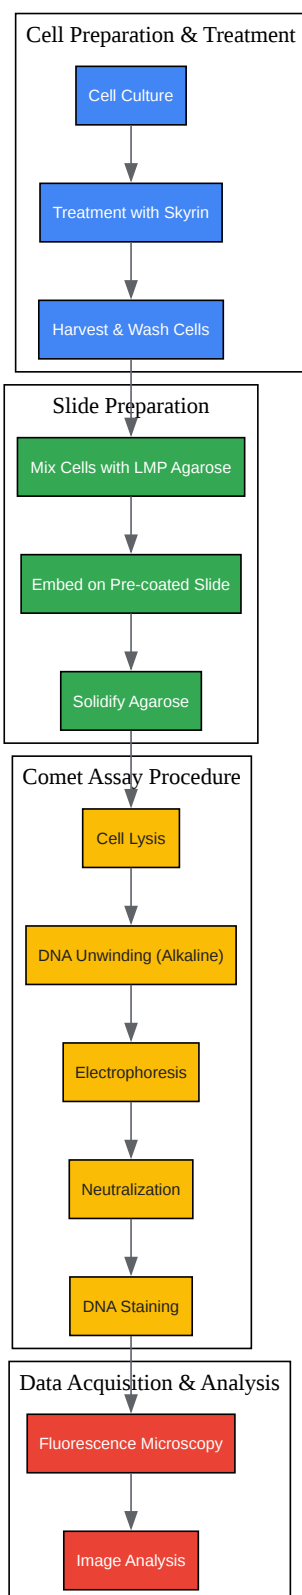 Cell Preparation & Treatment
Cell Culture
Treatment with Skyrin
Harvest & Wash Cells
Slide Preparation
Mix Cells with LMP Agarose
Embed on Pre-coated Slide
Solidify Agarose
Comet Assay Procedure
Cell Lysis
DNA Unwinding (Alkaline)
Electrophoresis
Neutralization
DNA Staining
Data Acquisition & Analysis
Fluorescence Microscopy
Image Analysis